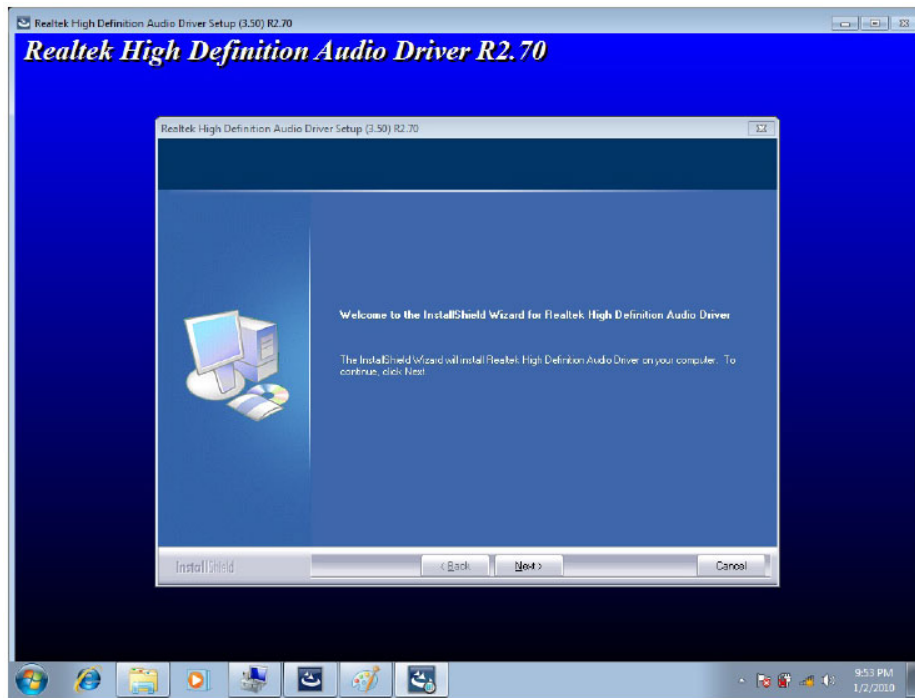 Realtek High Definition Audio Driver Setup (3.50) R2.70
Realtek High Definition Audio Driver R2.70
Realtek High Definition Audio Driver Setup (3.50) R2.70
Welcome to the InstallShield Wizard for Realtek High Definition Audio Driver
The InstallShield Wizard will install Realtek High Definition Audio Driver on your computer. To
continue, click Next.
InstallShield
< Back
Next >
Cancel
9:53 PM
1/2/2010